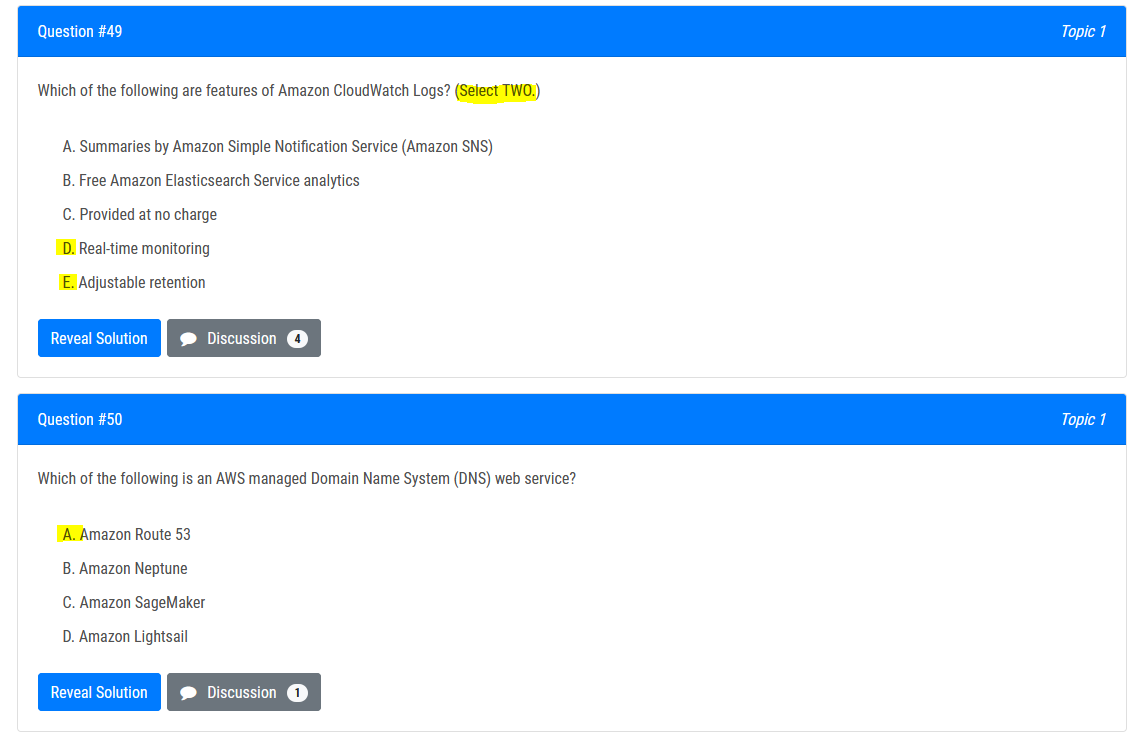 Question #49
Topic 1
Which of the following are features of Amazon CloudWatch Logs? (Select TWO.)
A. Summaries by Amazon Simple Notification Service (Amazon SNS)
B. Free Amazon Elasticsearch Service analytics
C. Provided at no charge
D. Real-time monitoring
E. Adjustable retention
Reveal Solution
Discussion 4
Question #50
Topic 1
Which of the following is an AWS managed Domain Name System (DNS) web service?
A. Amazon Route 53
B. Amazon Neptune
C. Amazon SageMaker
D. Amazon Lightsail
Reveal Solution
Discussion 1